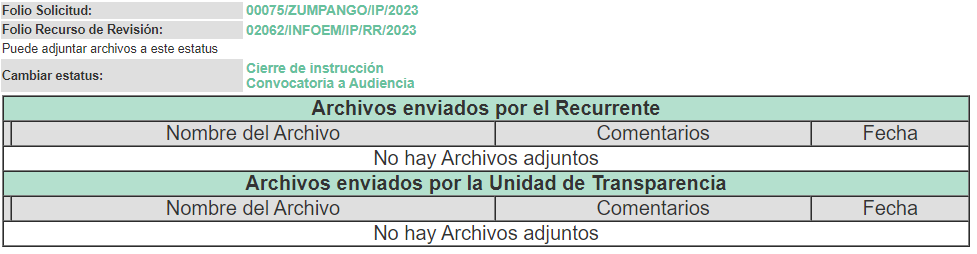 Folio Solicitud: 00075/ZUMPANGO/IP/2023
Folio Recurso de Revisión: 02062/INFOEM/IP/RR/2023
Puede adjuntar archivos a este estatus
Cambiar estatus: Cierre de instrucción
Convocatoria a Audiencia
Archivos enviados por el Recurrente
Nombre del Archivo Comentarios Fecha
No hay Archivos adjuntos
Archivos enviados por la Unidad de Transparencia
Nombre del Archivo Comentarios Fecha
No hay Archivos adjuntos